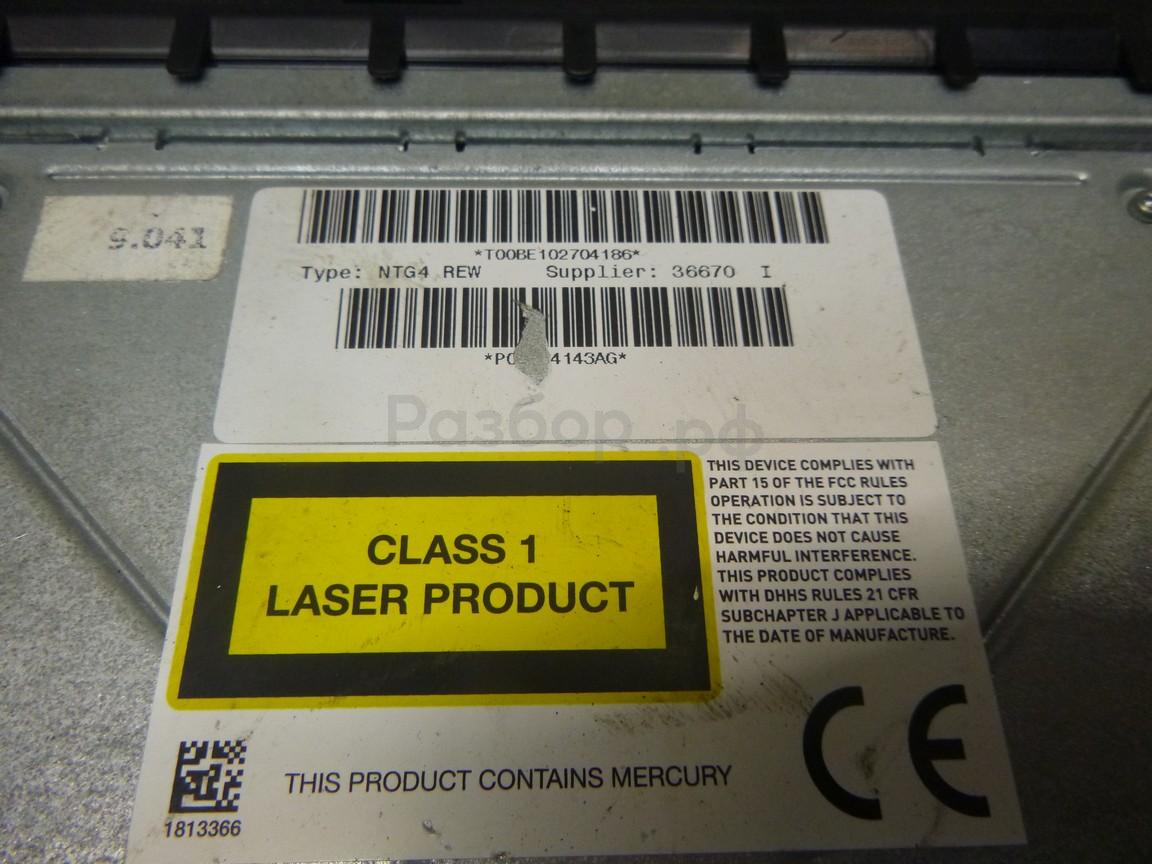 9.041
*T00BE102704186*
Type: NTG4 REW Supplier: 36670 I
CLASS 1
LASER PRODUCT
THIS DEVICE COMPLIES WITH
PART 15 OF THE FCC RULES
OPERATION IS SUBJECT TO
THE CONDITION THAT THIS
DEVICE DOES NOT CAUSE
HARMFUL INTERFERENCE.
THIS PRODUCT COMPLIES
WITH DHHS RULES 21 CFR
SUBCHAPTER J APPLICABLE TO
THE DATE OF MANUFACTURE.
THIS PRODUCT CONTAINS MERCURY
CE
1813366
Разбор.рф